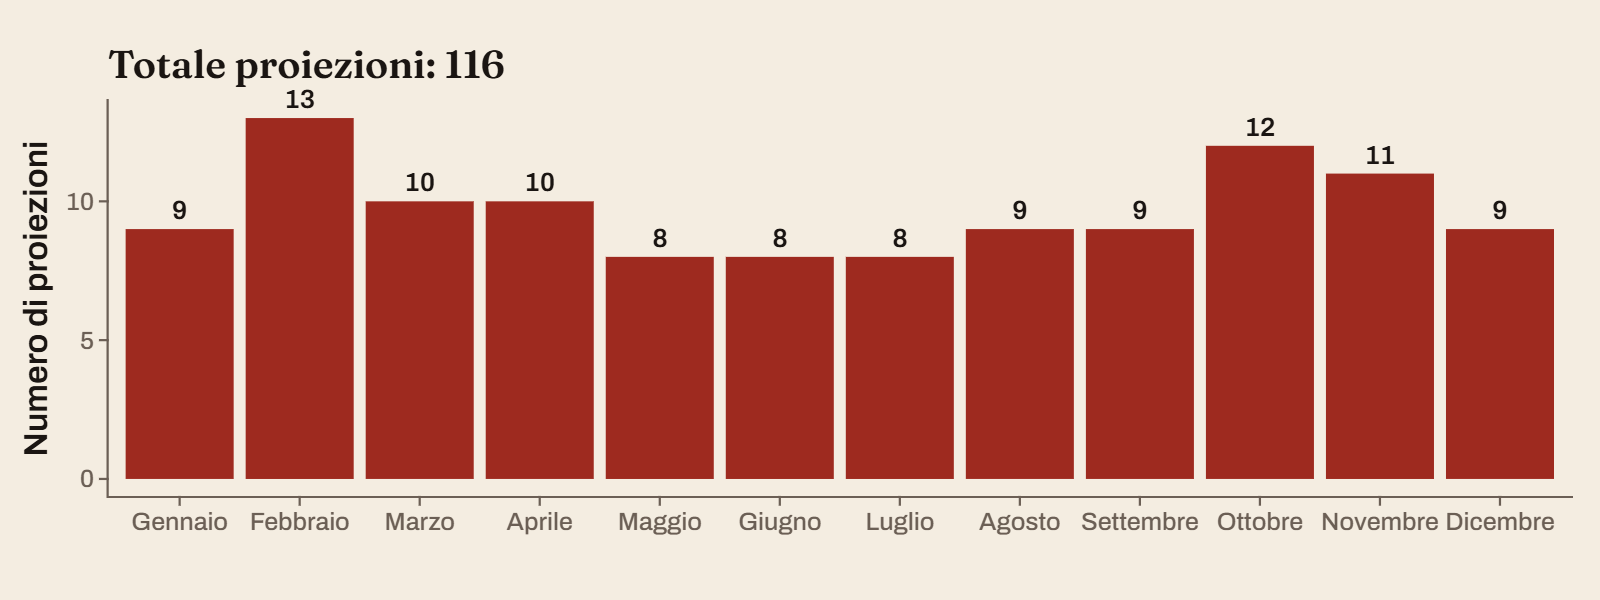 Totale proiezioni: 116
Numero di proiezioni
10
5
0
9
13
10
10
8
8
8
9
9
12
11
9
Gennaio
Febbraio
Marzo
Aprile
Maggio
Giugno
Luglio
Agosto
Settembre
Ottobre
Novembre
Dicembre